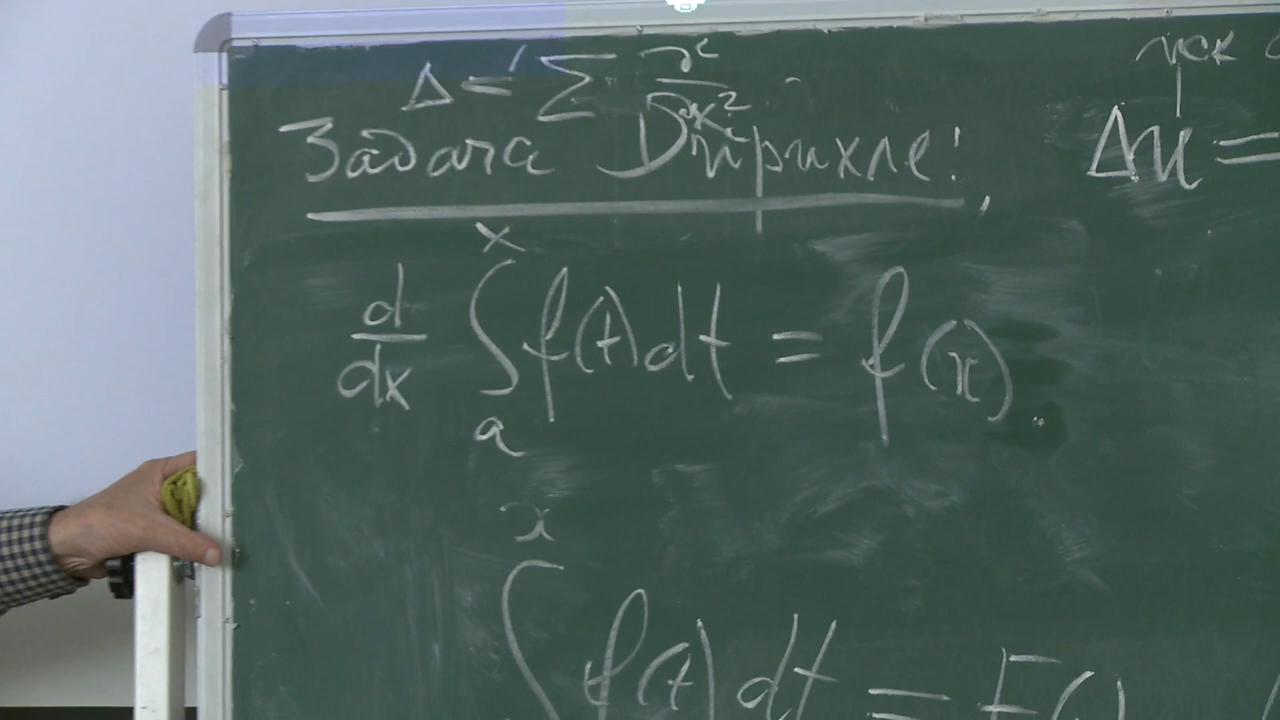 Δ = Σ ∂²/∂x²
Задача Дирихле!
Δu =
d/dx ∫ₐˣ f(t)dt = f(x)
∫ˣ f(t)dt = F(